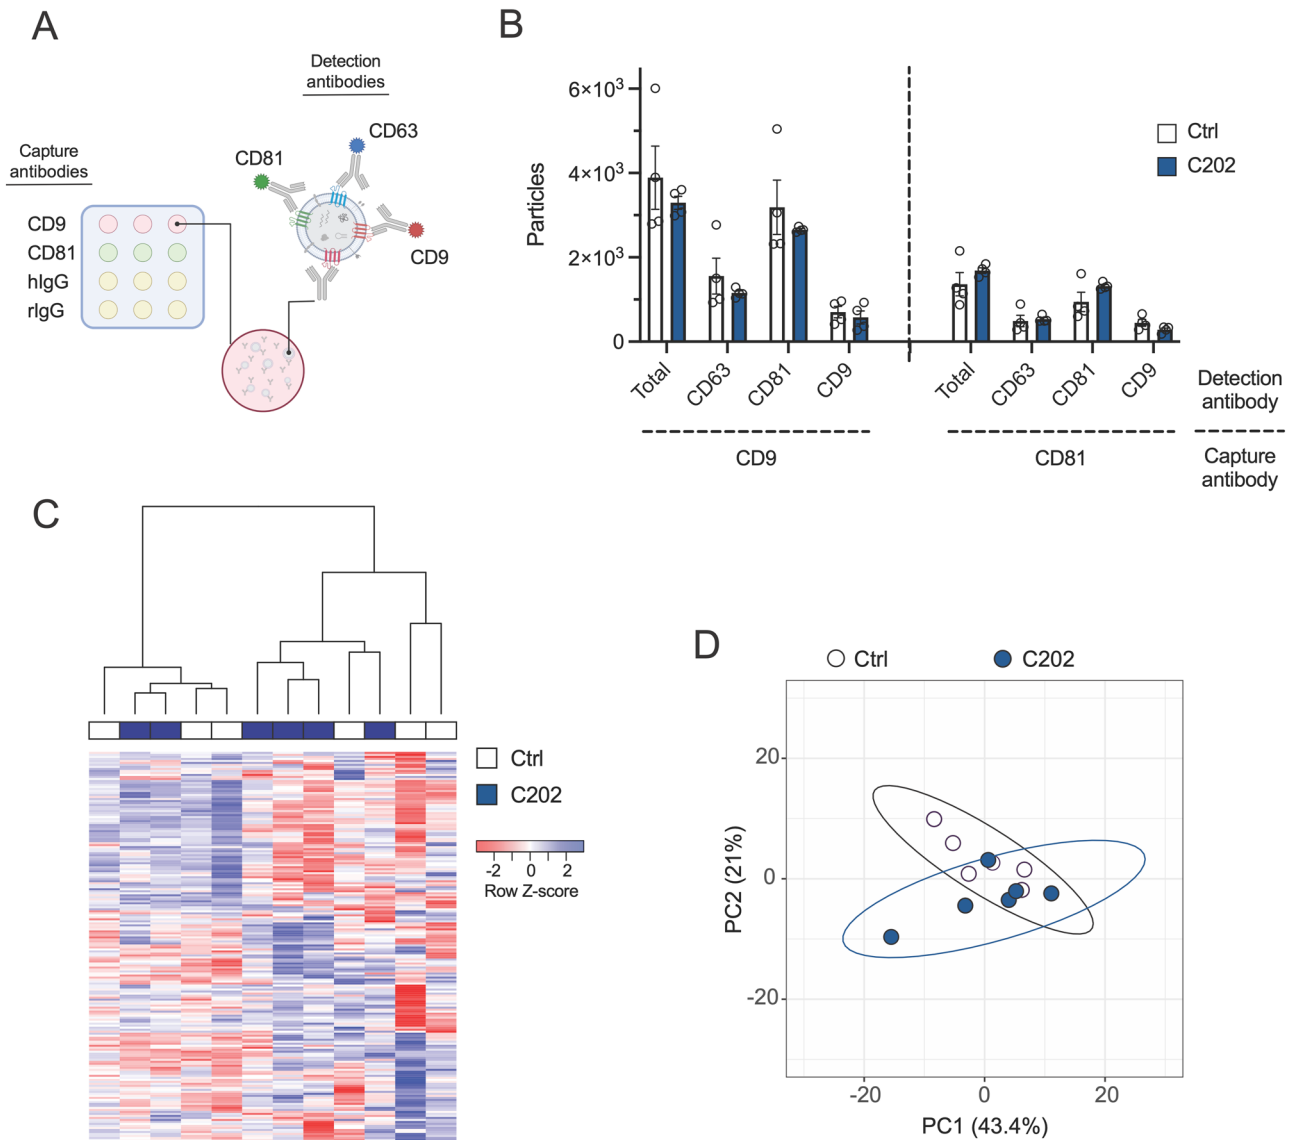 A
Detection
antibodies
CD63
CD81
CD9
Capture
antibodies
CD9
CD81
hIgG
rIgG
B
Particles
6×10³
4×10³
2×10³
0
Ctrl
C202
Total
CD63
CD81
CD9
Total
CD63
CD81
CD9
Detection
antibody
CD9
CD81
Capture
antibody
C
Ctrl
C202
-2 0 2
Row Z-score
D
Ctrl
C202
PC2 (21%)
20
0
-20
-20 0 20
PC1 (43.4%)